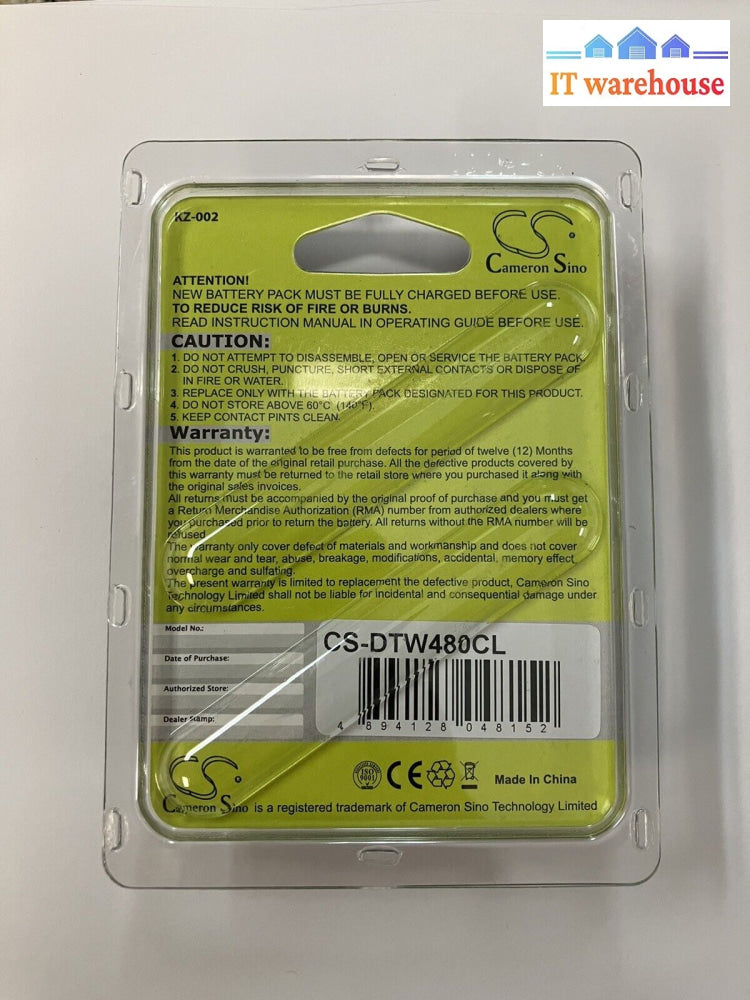 IT warehouse
KZ-002
CS
Cameron Sino
ATTENTION!
NEW BATTERY PACK MUST BE FULLY CHARGED BEFORE USE.
TO REDUCE RISK OF FIRE OR BURNS.
READ INSTRUCTION MANUAL IN OPERATING GUIDE BEFORE USE.
CAUTION:
1. DO NOT ATTEMPT TO DISASSEMBLE, OPEN OR SERVICE THE BATTERY PACK.
2. DO NOT CRUSH, PUNCTURE, SHORT EXTERNAL CONTACTS OR DISPOSE OF
IN FIRE OR WATER.
3. REPLACE ONLY WITH THE BATTERY PACK DESIGNATED FOR THIS PRODUCT.
4. DO NOT STORE ABOVE 60°C (140°F).
5. KEEP CONTACT PINTS CLEAN.
Warranty:
This product is warranted to be free from defects for period of twelve (12) Months
from the date of the original retail purchase. All the defective products covered by
this warranty must be returned to the retail store where you purchased it along with
the original sales invoices.
All returns must be accompanied by the original proof of purchase and you must get
a Return Merchandise Authorization (RMA) number from authorized dealers where
you purchased prior to return the battery. All returns without the RMA number will be
refused
The warranty only cover defect of materials and workmanship and does not cover
normal wear and tear, abuse, breakage, modifications, accidental, memory effect,
overcharge and sulfating.
The present warranty is limited to replacement the defective product, Cameron Sino
Technology Limited shall not be liable for incidental and consequential damage under
any circumstances.
Model No.:
Date of Purchase:
Authorized Store:
Dealer Stamp:
CS-DTW480CL
4 894128 048152
CS
Cameron Sino is a registered trademark of Cameron Sino Technology Limited
ISO
9001
CE
Made In China